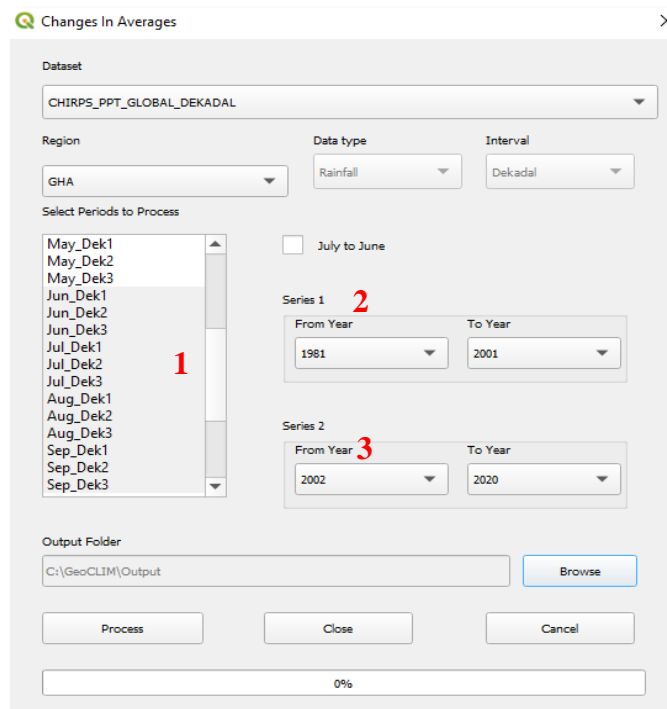 Changes In Averages
Dataset
CHIRPS_PPT_GLOBAL_DEKADAL
Region
Data type
Interval
GHA
Rainfall
Dekadal
Select Periods to Process
May_Dek1
May_Dek2
May_Dek3
Jun_Dek1
Jun_Dek2
Jun_Dek3
Jul_Dek1
Jul_Dek2
Jul_Dek3
Aug_Dek1
Aug_Dek2
Aug_Dek3
Sep_Dek1
Sep_Dek2
Sep_Dek3
1
July to June
Series 1
2
From Year
To Year
1981
2001
Series 2
From Year
3
To Year
2002
2020
Output Folder
C:\GeoCLIM\Output
Browse
Process
Close
Cancel
0%